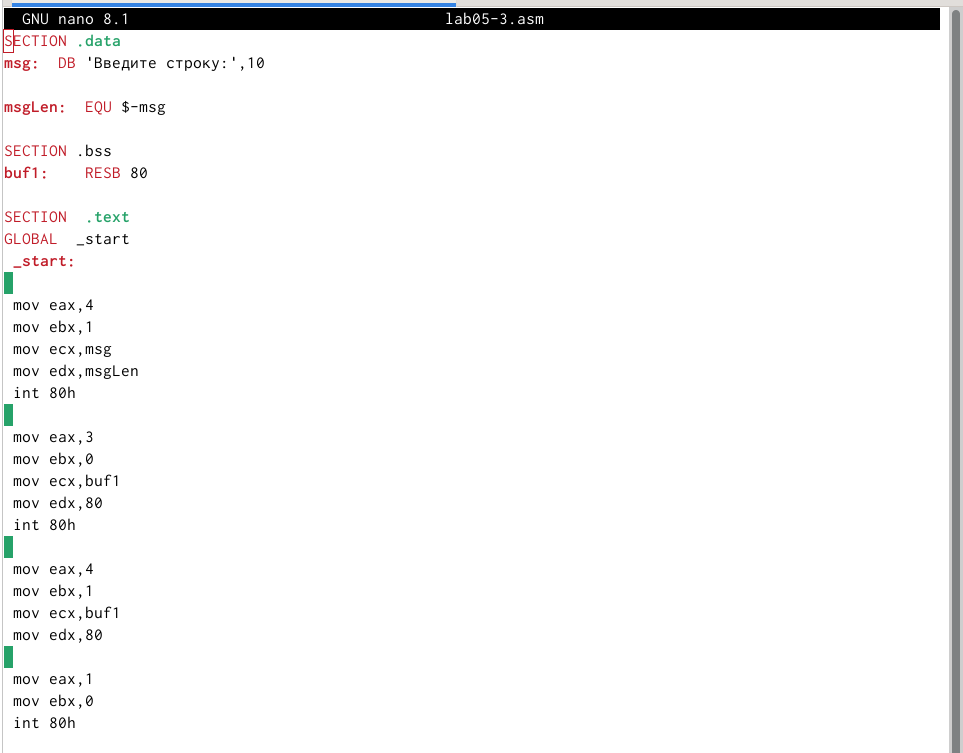 GNU nano 8.1 lab05-3.asm
SECTION .data
msg: DB 'Введите строку:',10
msgLen: EQU $-msg
SECTION .bss
buf1: RESB 80
SECTION .text
GLOBAL _start
_start:
mov eax,4
mov ebx,1
mov ecx,msg
mov edx,msgLen
int 80h
mov eax,3
mov ebx,0
mov ecx,buf1
mov edx,80
int 80h
mov eax,4
mov ebx,1
mov ecx,buf1
mov edx,80
mov eax,1
mov ebx,0
int 80h